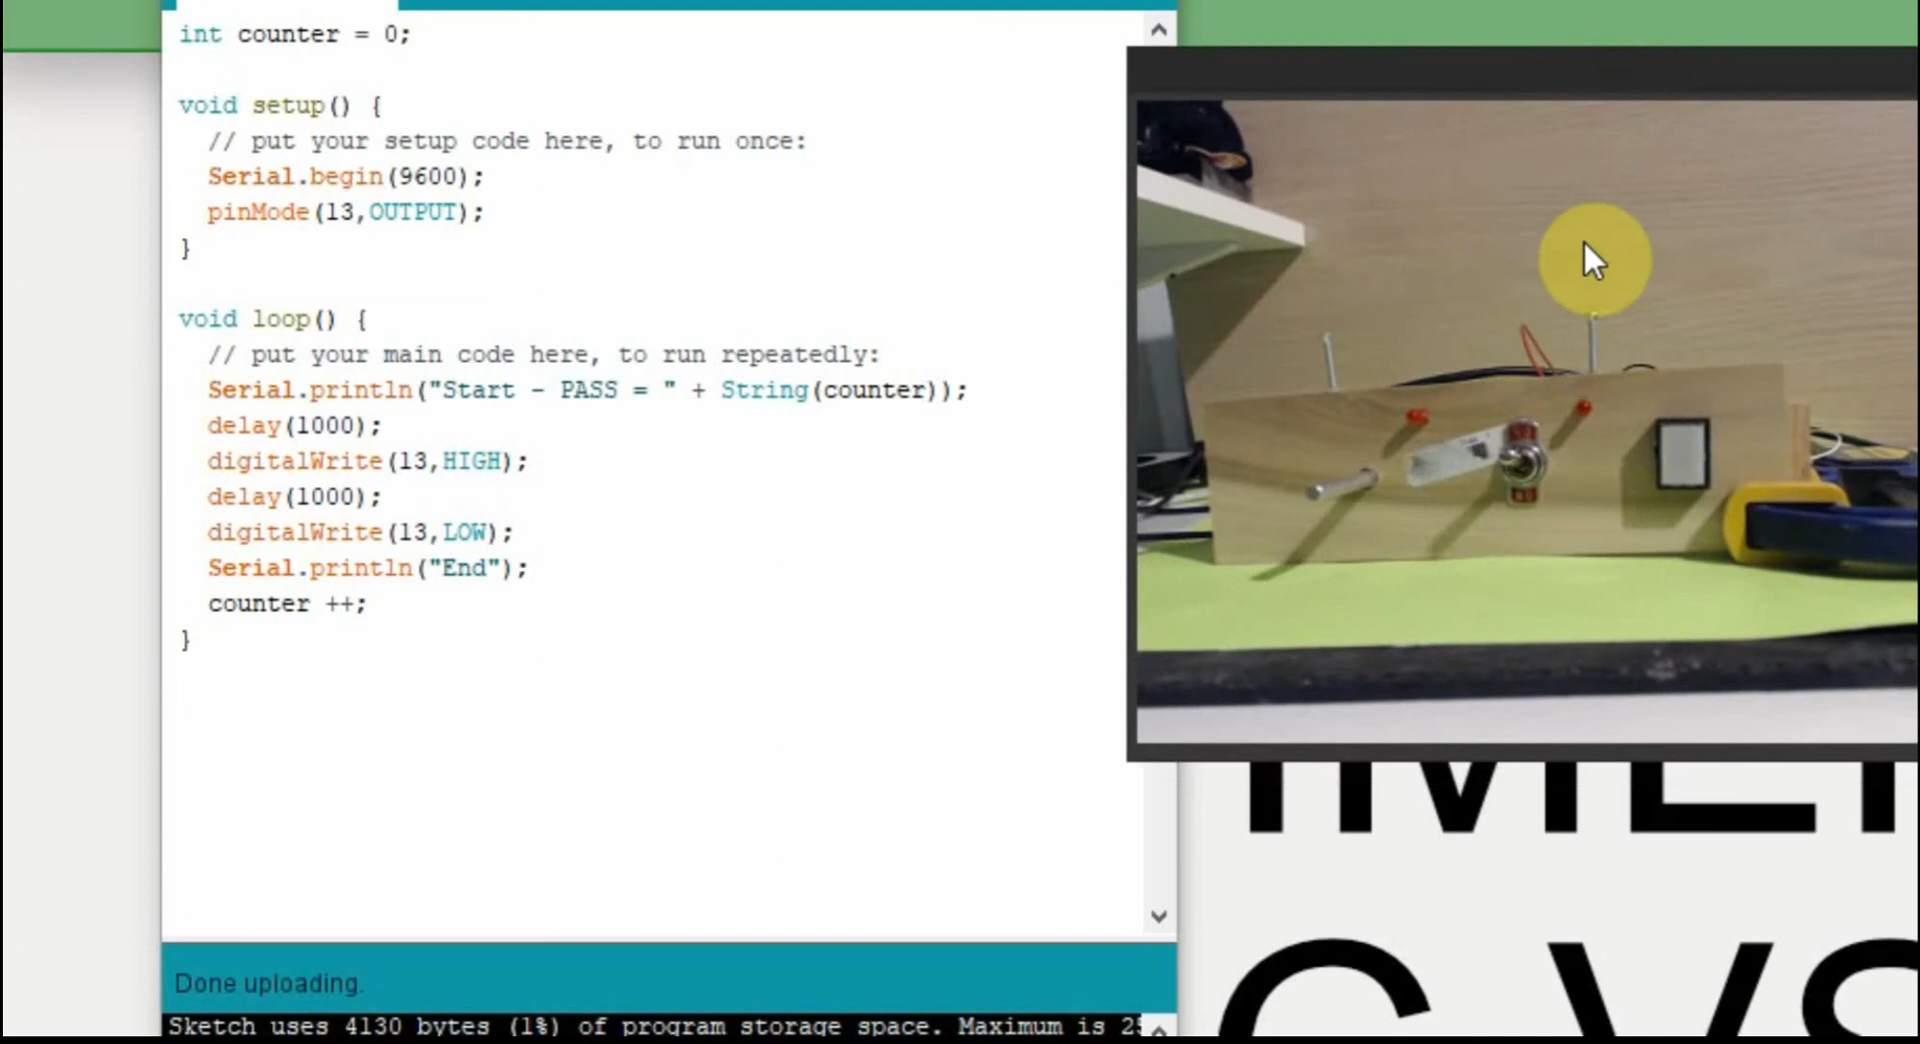 int counter = 0;
void setup() {
// put your setup code here, to run once:
Serial.begin(9600);
pinMode(13,OUTPUT);
}
void loop() {
// put your main code here, to run repeatedly:
Serial.println("Start - PASS = " + String(counter));
delay(1000);
digitalWrite(13,HIGH);
delay(1000);
digitalWrite(13,LOW);
Serial.println("End");
counter ++;
}
Done uploading.
Sketch uses 4130 bytes (1%) of program storage space. Maximum is 25